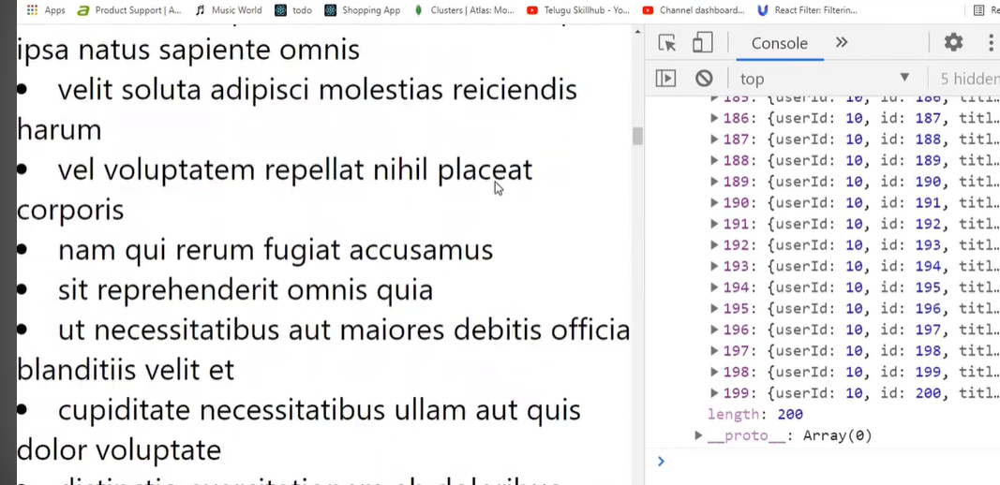 Apps Product Support | A... Music World todo Shopping App Clusters | Atlas: Mo... Telugu Skillhub - Yo... Channel dashboard... React Filter: Filterin... Re
ipsa natus sapiente omnis
• velit soluta adipisci molestias reiciendis
harum
• vel voluptatem repellat nihil placeat
corporis
• nam qui rerum fugiat accusamus
• sit reprehenderit omnis quia
• ut necessitatibus aut maiores debitis officia
blanditiis velit et
• cupiditate necessitatibus ullam aut quis
dolor voluptate
Console
top 5 hidden
185: {userId: 10, id: 186, titl…
186: {userId: 10, id: 187, titl…
187: {userId: 10, id: 188, titl…
188: {userId: 10, id: 189, titl…
189: {userId: 10, id: 190, titl…
190: {userId: 10, id: 191, titl…
191: {userId: 10, id: 192, titl…
192: {userId: 10, id: 193, titl…
193: {userId: 10, id: 194, titl…
194: {userId: 10, id: 195, titl…
195: {userId: 10, id: 196, titl…
196: {userId: 10, id: 197, titl…
197: {userId: 10, id: 198, titl…
198: {userId: 10, id: 199, titl…
199: {userId: 10, id: 200, titl…
length: 200
__proto__: Array(0)